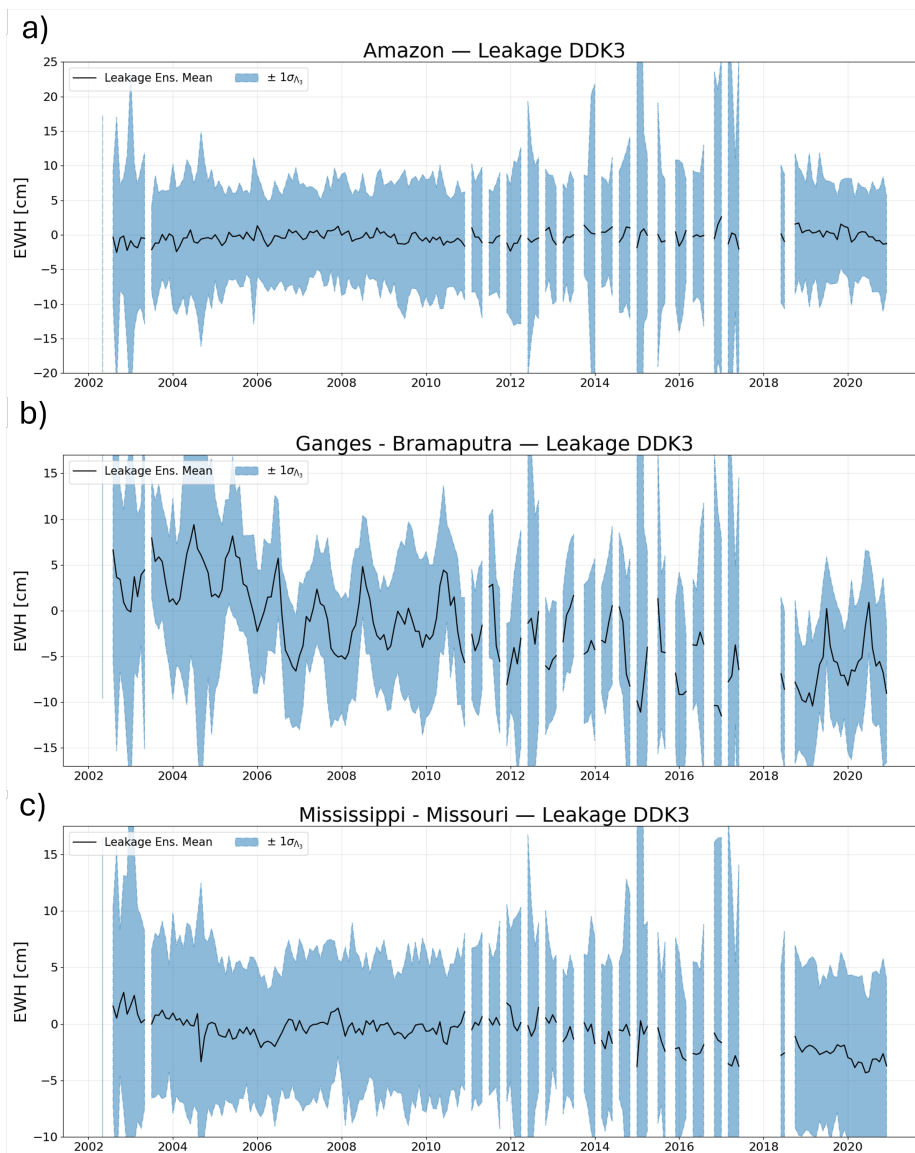 a)
Amazon — Leakage DDK3
Leakage Ens. Mean
± 1σ_Λ₃
EWH [cm]
25
20
15
10
5
0
−5
−10
−15
−20
2002 2004 2006 2008 2010 2012 2014 2016 2018 2020
b)
Ganges - Bramaputra — Leakage DDK3
Leakage Ens. Mean
± 1σ_Λ₃
EWH [cm]
15
10
5
0
−5
−10
−15
2002 2004 2006 2008 2010 2012 2014 2016 2018 2020
c)
Mississippi - Missouri — Leakage DDK3
Leakage Ens. Mean
± 1σ_Λ₃
EWH [cm]
15
10
5
0
−5
−10
2002 2004 2006 2008 2010 2012 2014 2016 2018 2020